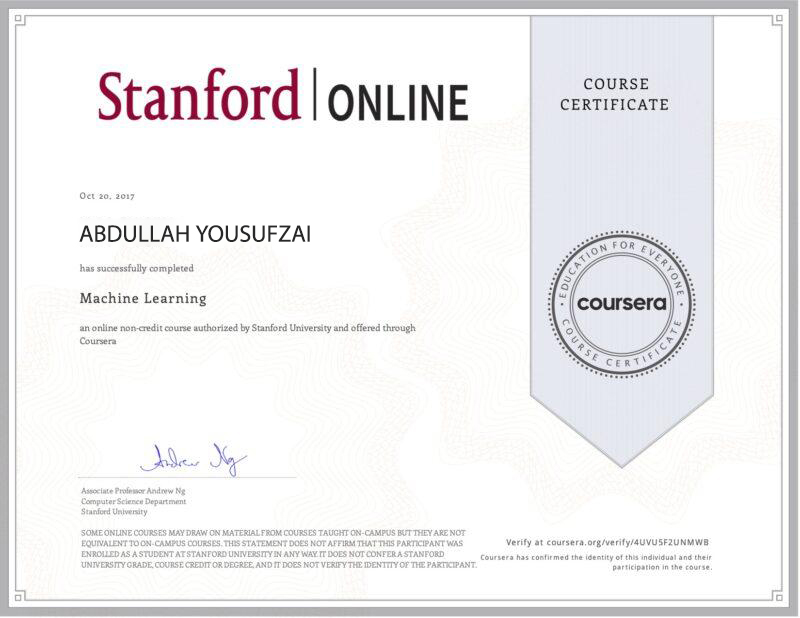 Stanford | ONLINE
COURSE
CERTIFICATE
Oct 20, 2017
ABDULLAH YOUSUFZAI
has successfully completed
Machine Learning
an online non-credit course authorized by Stanford University and offered through
Coursera
EDUCATION FOR EVERYONE
coursera
COURSE CERTIFICATE
Andrew Ng
Associate Professor Andrew Ng
Computer Science Department
Stanford University
SOME ONLINE COURSES MAY DRAW ON MATERIAL FROM COURSES TAUGHT ON-CAMPUS BUT THEY ARE NOT
EQUIVALENT TO ON-CAMPUS COURSES. THIS STATEMENT DOES NOT AFFIRM THAT THIS PARTICIPANT WAS
ENROLLED AS A STUDENT AT STANFORD UNIVERSITY IN ANY WAY. IT DOES NOT CONFER A STANFORD
UNIVERSITY GRADE, COURSE CREDIT OR DEGREE, AND IT DOES NOT VERIFY THE IDENTITY OF THE PARTICIPANT.
Verify at coursera.org/verify/4UVU5F2UNMWB
Coursera has confirmed the identity of this individual and their
participation in the course.